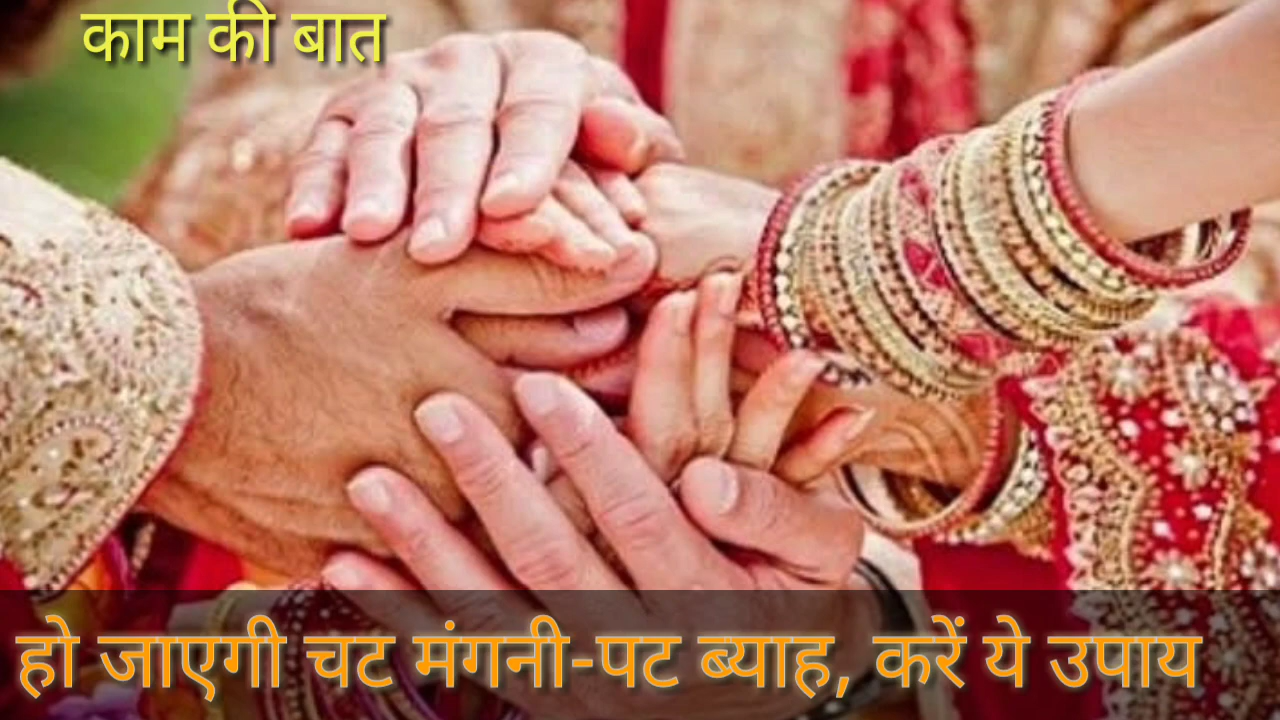 काम की बात
हो जाएगी चट मंगनी-पट ब्याह, करें ये उपाय